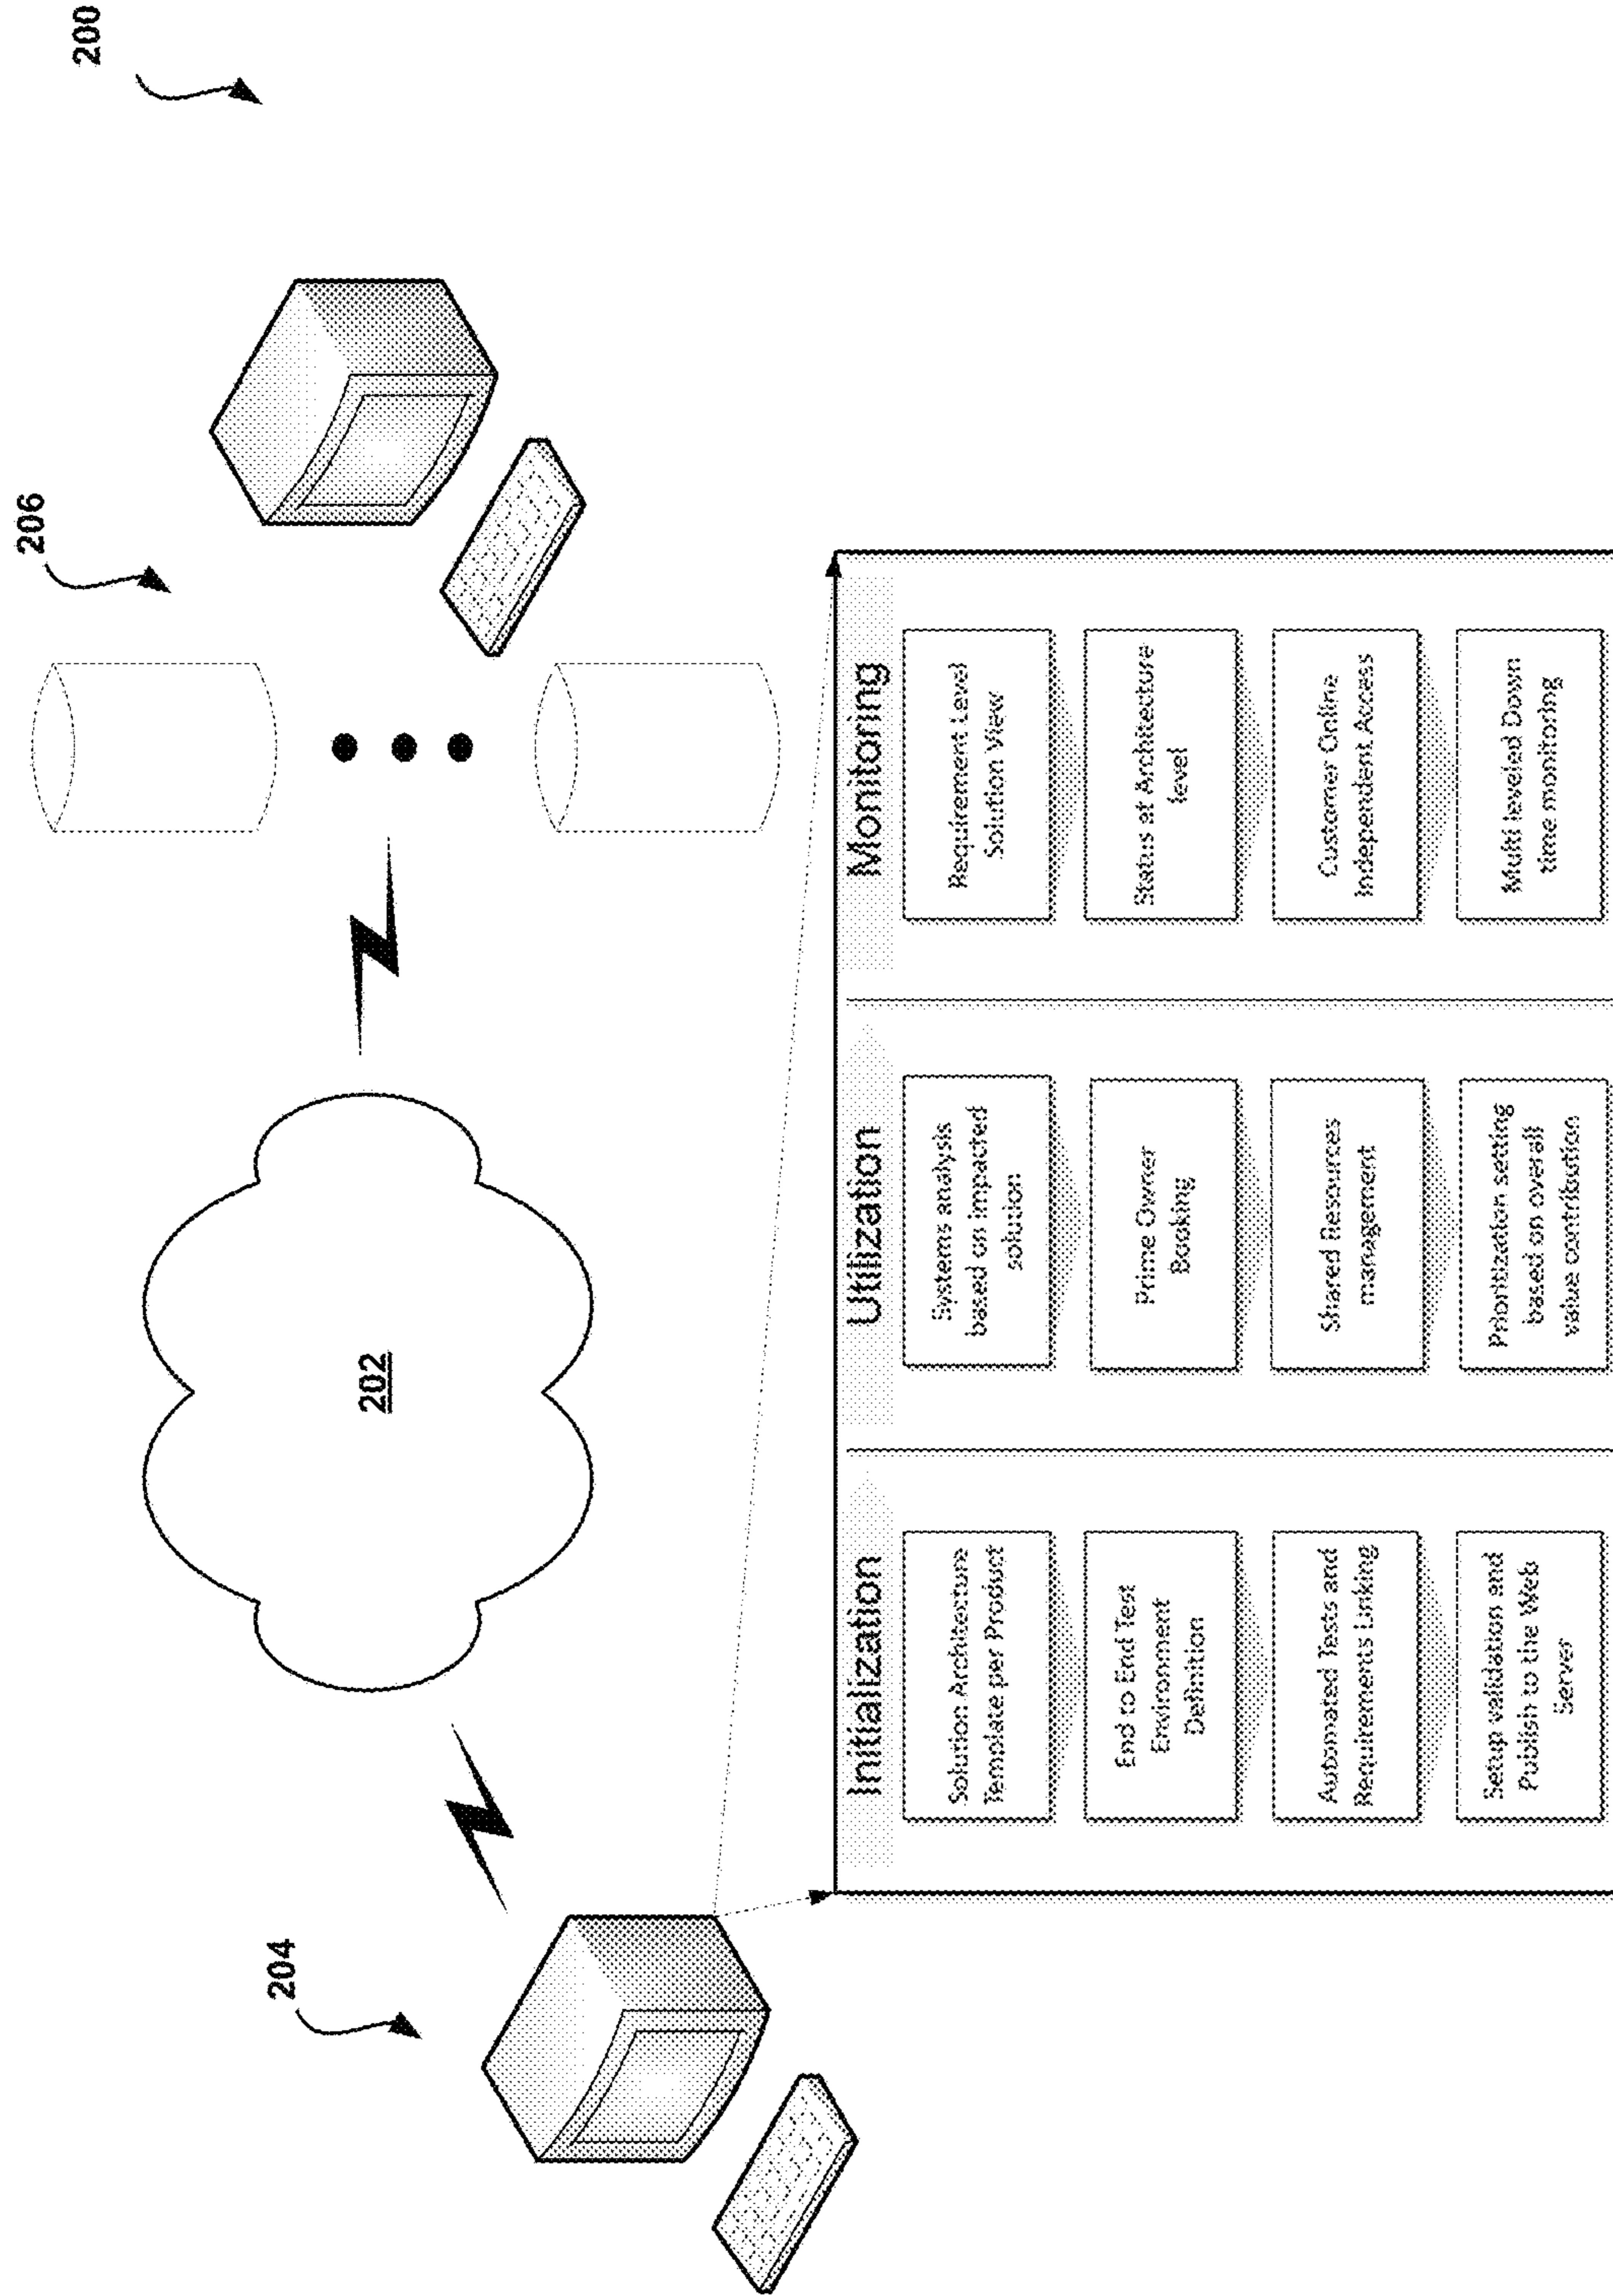 200
206
202
204
Initialization
Solution Architecture
Template per Product
End to End Test
Environment
Definition
Automated Tests and
Requirements Linking
Setup validation and
Publish to the Web
Server
Utilization
Systems analysis
based on impacted
solution
Prime Owner
Booking
Shared Resources
management
Prioritization setting
based on overall
value contribution
Monitoring
Requirement Level
Solution View
Status at Architecture
level
Customer Online
Independent Access
Multi leveled Down
time monitoring